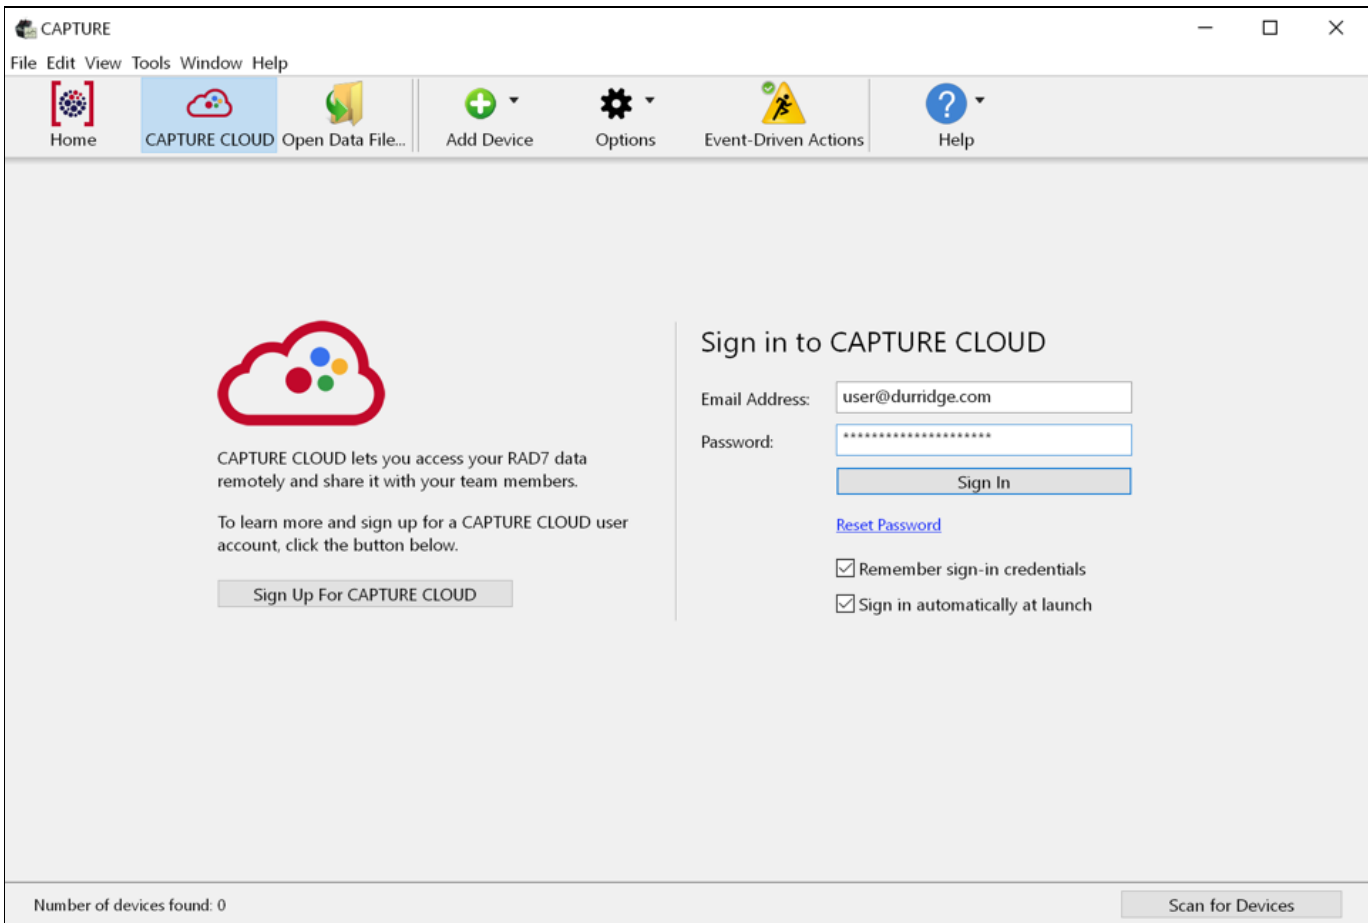 CAPTURE
File Edit View Tools Window Help
Home CAPTURE CLOUD Open Data File... Add Device Options Event-Driven Actions Help
Sign in to CAPTURE CLOUD
Email Address: user@durridge.com
Password: *********************
Sign In
Reset Password
Remember sign-in credentials
Sign in automatically at launch
CAPTURE CLOUD lets you access your RAD7 data
remotely and share it with your team members.
To learn more and sign up for a CAPTURE CLOUD user
account, click the button below.
Sign Up For CAPTURE CLOUD
Number of devices found: 0
Scan for Devices